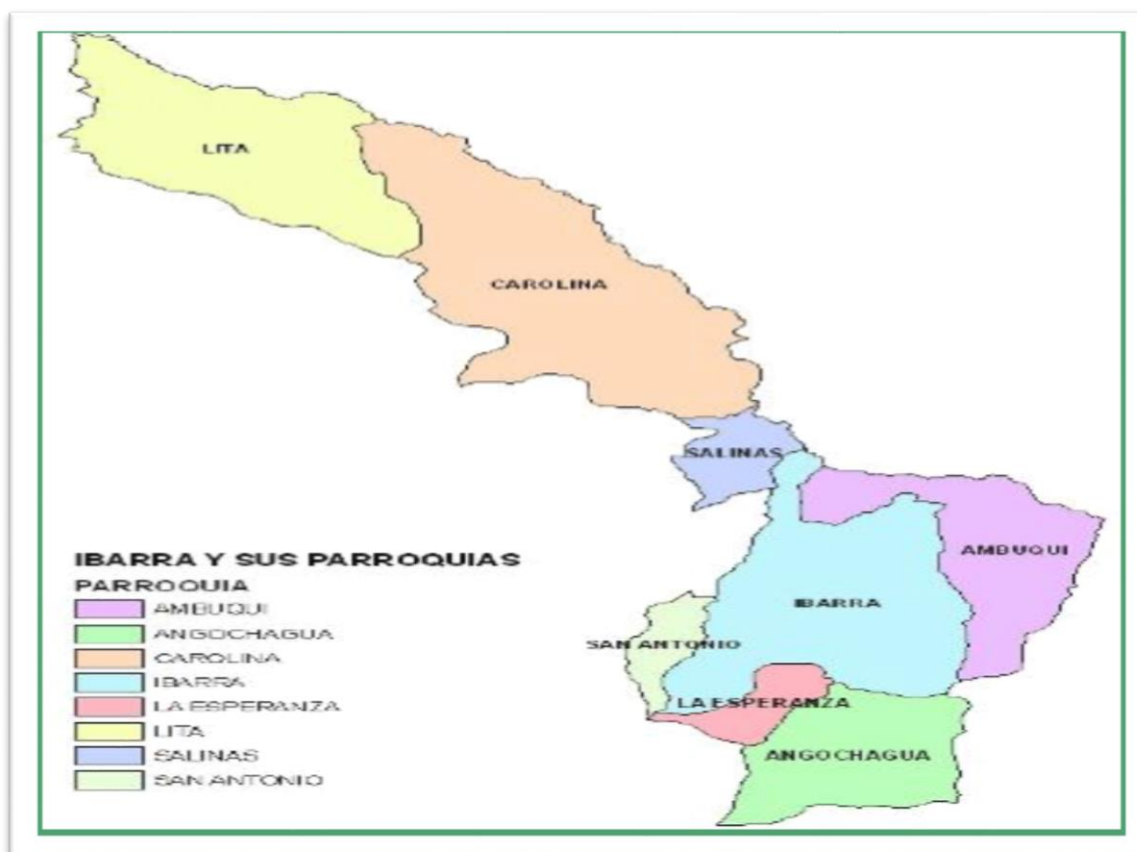 LITA
CAROLINA
SALINAS
AMBUQUI
IBARRA
SAN ANTONIO
LA ESPERANZA
ANGOCHAGUA
IBARRA Y SUS PARROQUIAS
PARROQUIA
AMBUQUI
ANGOCHAGUA
CAROLINA
IBARRA
LA ESPERANZA
LITA
SALINAS
SAN ANTONIO